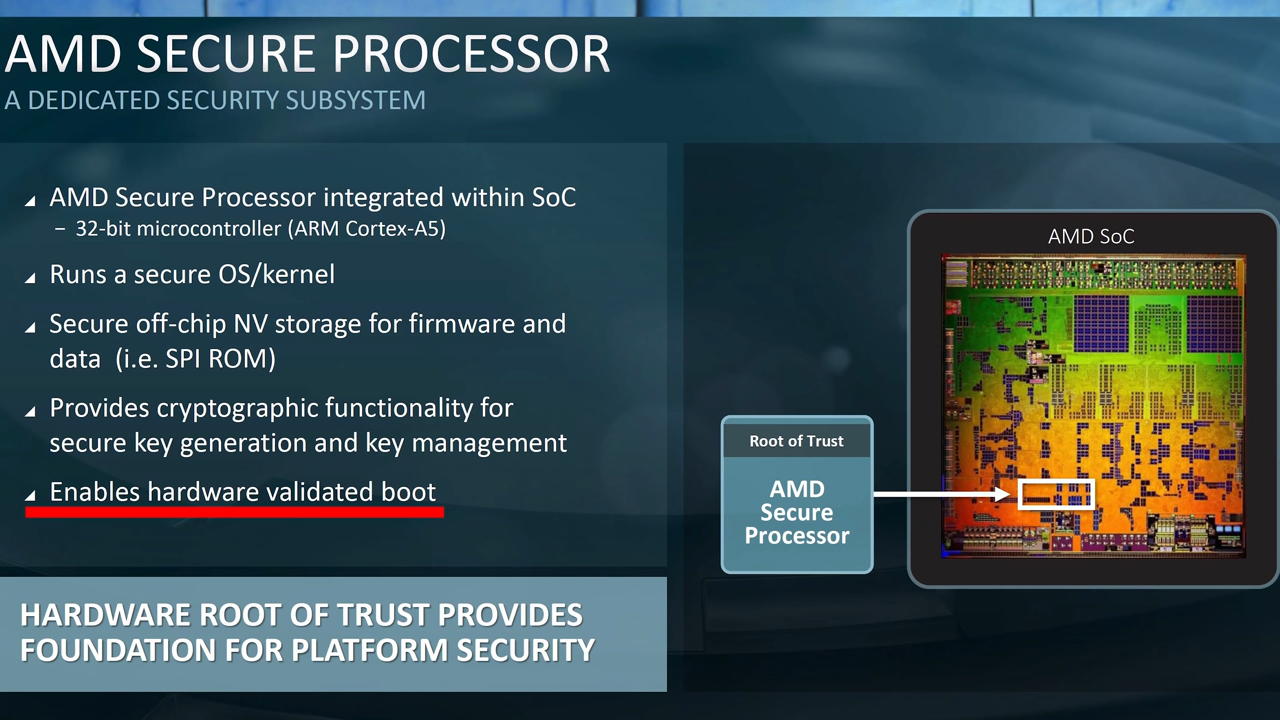 AMD SECURE PROCESSOR
A DEDICATED SECURITY SUBSYSTEM
AMD Secure Processor integrated within SoC
– 32-bit microcontroller (ARM Cortex-A5)
Runs a secure OS/kernel
Secure off-chip NV storage for firmware and
data (i.e. SPI ROM)
Provides cryptographic functionality for
secure key generation and key management
Enables hardware validated boot
HARDWARE ROOT OF TRUST PROVIDES
FOUNDATION FOR PLATFORM SECURITY
AMD SoC
Root of Trust
AMD
Secure
Processor